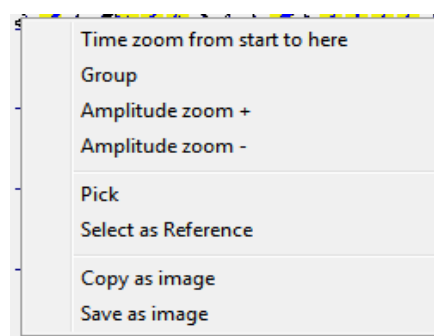 Time zoom from start to here
Group
Amplitude zoom +
Amplitude zoom -
Pick
Select as Reference
Copy as image
Save as image